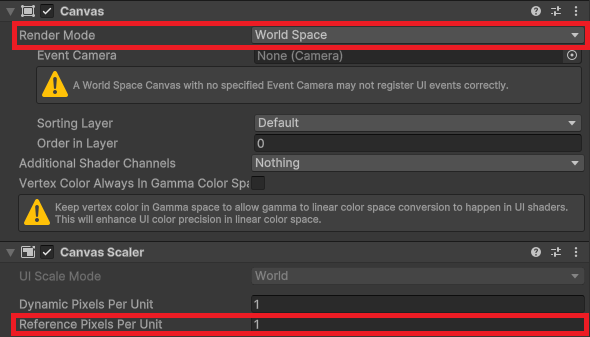 Canvas
Render Mode World Space
Event Camera None (Camera)
A World Space Canvas with no specified Event Camera may not register UI events correctly.
Sorting Layer Default
Order in Layer 0
Additional Shader Channels Nothing
Vertex Color Always In Gamma Color Spa
Keep vertex color in Gamma space to allow gamma to linear color space conversion to happen in UI shaders.
This will enhance UI color precision in linear color space.
Canvas Scaler
UI Scale Mode World
Dynamic Pixels Per Unit 1
Reference Pixels Per Unit 1